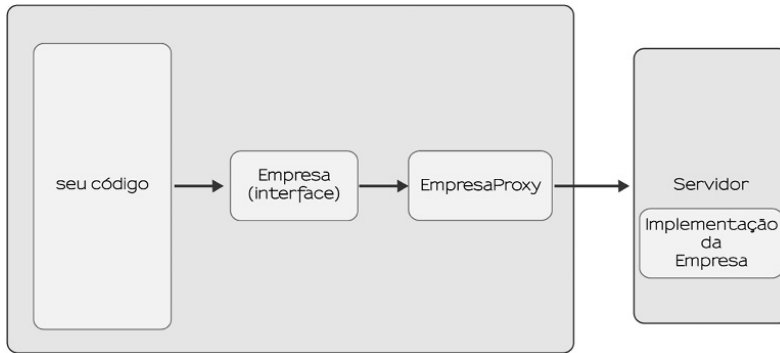 seu código
Empresa
(interface)
EmpresaProxy
Servidor
Implementação
da
Empresa